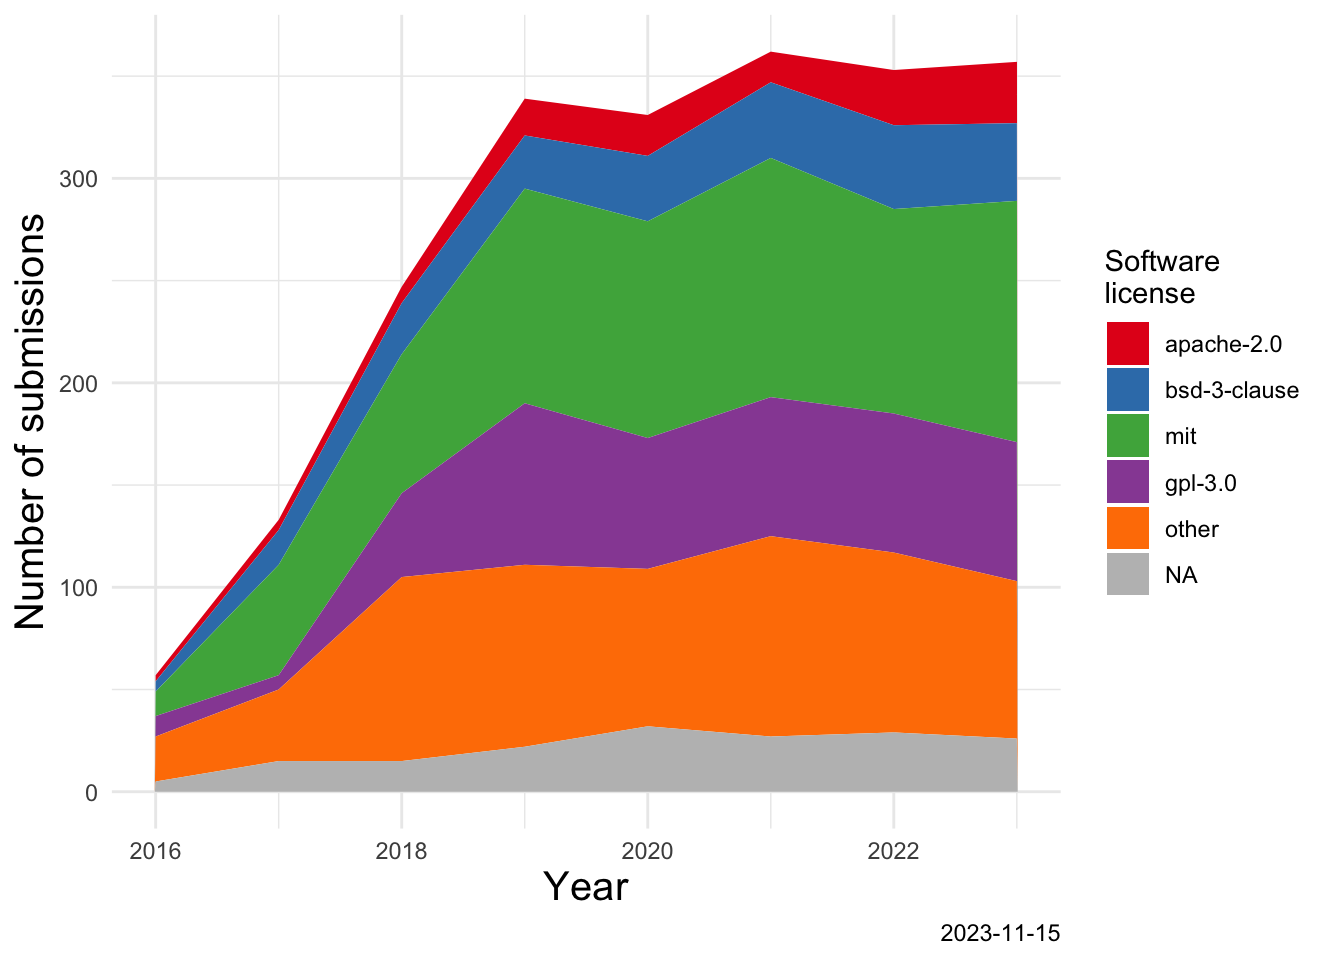 Number of submissions
300
200
100
0
2016
2018
2020
2022
Year
2023-11-15
Software
license
apache-2.0
bsd-3-clause
mit
gpl-3.0
other
NA